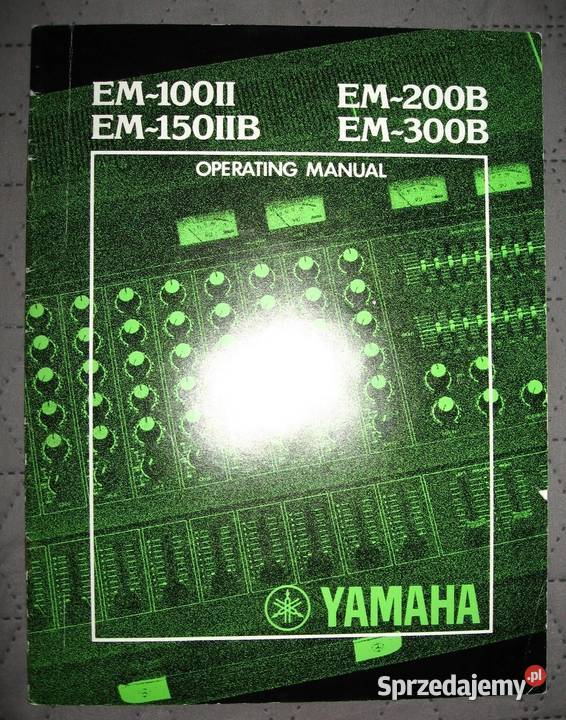 EM~100II EM~200B
EM~150IIB EM~300B
OPERATING MANUAL
YAMAHA
Sprzedajemy.pl